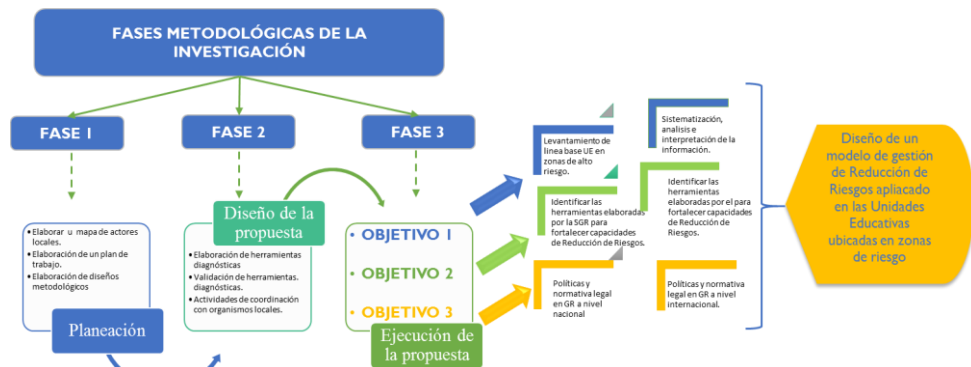 FASES METODOLÓGICAS DE LA
INVESTIGACIÓN
FASE 1
FASE 2
FASE 3
•Elaborar u mapa de actores
locales.
•Elaboración de un plan de
trabajo.
•Elaboración de diseños
metodológicos
Planeación
Diseño de la
propuesta
•Elaboración de herramientas
diagnósticas
•Validación de herramientas.
diagnósticas.
•Actividades de coordinación
con organismos locales.
• OBJETIVO 1
• OBJETIVO 2
• OBJETIVO 3
Ejecución de
la propuesta
Levantamiento de
línea base UE en
zonas de alto
riesgo.
Sistematización,
analisis e
interpretación de la
información.
Identificar las
herramientas elaboradas
por la SGR para
fortalecer capacidades
de Reducción de Riesgos.
Identificar las
herramientas
elaboradas por el para
fortalecer capacidades
de Reducción de
Riesgos.
Políticas y
normativa legal
en GR a nivel
nacional
Políticas y normativa
legal en GR a nivel
internacional.
Diseño de un
modelo de gestión
de Reducción de
Riesgos apliacado
en las Unidades
Educativas
ubicadas en zonas
de riesgo